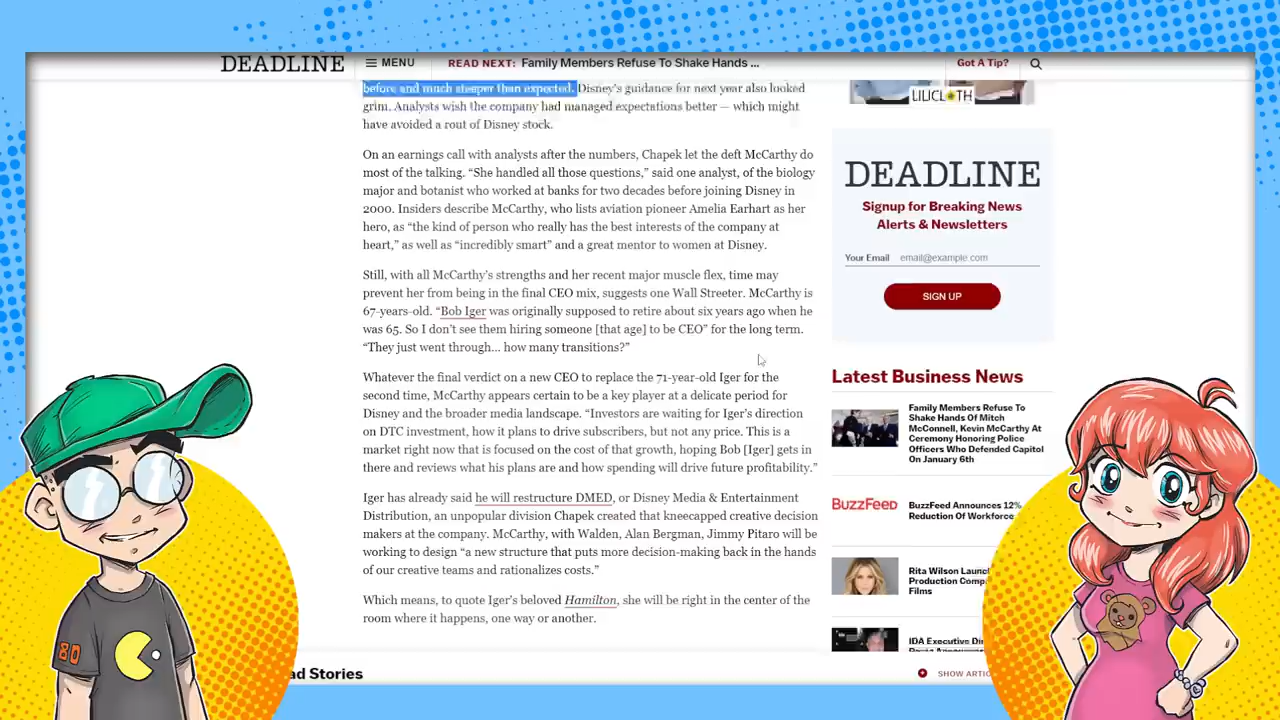 DEADLINE
MENU
READ NEXT: Family Members Refuse To Shake Hands ...
Got A Tip?
before and much steeper than expected. Disney's guidance for next year also looked
grim. Analysts wish the company had managed expectations better — which might
have avoided a rout of Disney stock.
On an earnings call with analysts after the numbers, Chapek let the deft McCarthy do
most of the talking. “She handled all those questions,” said one analyst, of the biology
major and botanist who worked at banks for two decades before joining Disney in
2000. Insiders describe McCarthy, who lists aviation pioneer Amelia Earhart as her
hero, as “the kind of person who really has the best interests of the company at
heart,” as well as “incredibly smart” and a great mentor to women at Disney.
Still, with all McCarthy's strengths and her recent major muscle flex, time may
prevent her from being in the final CEO mix, suggests one Wall Streeter. McCarthy is
67-years-old. “Bob Iger was originally supposed to retire about six years ago when he
was 65. So I don't see them hiring someone [that age] to be CEO” for the long term.
“They just went through... how many transitions?”
Whatever the final verdict on a new CEO to replace the 71-year-old Iger for the
second time, McCarthy appears certain to be a key player at a delicate period for
Disney and the broader media landscape. “Investors are waiting for Iger's direction
on DTC investment, how it plans to drive subscribers, but not any price. This is a
market right now that is focused on the cost of that growth, hoping Bob [Iger] gets in
there and reviews what his plans are and how spending will drive future profitability.”
Iger has already said he will restructure DMED, or Disney Media & Entertainment
Distribution, an unpopular division Chapek created that kneecapped creative decision
makers at the company. McCarthy, with Walden, Alan Bergman, Jimmy Pitaro will be
working to design “a new structure that puts more decision-making back in the hands
of our creative teams and rationalizes costs.”
Which means, to quote Iger's beloved Hamilton, she will be right in the center of the
room where it happens, one way or another.
ad Stories
SHOW ARTIC
LILICLOTH
DEADLINE
Signup for Breaking News
Alerts & Newsletters
Your Email email@example.com
SIGN UP
Latest Business News
Family Members Refuse To
Shake Hands Of Mitch
McConnell, Kevin McCarthy At
Ceremony Honoring Police
Officers Who Defended Capitol
On January 6th
BuzzFeed
BuzzFeed Announces 12%
Reduction Of Workforce
Rita Wilson Launc
Production Comp
Films
IDA Executive Di
80